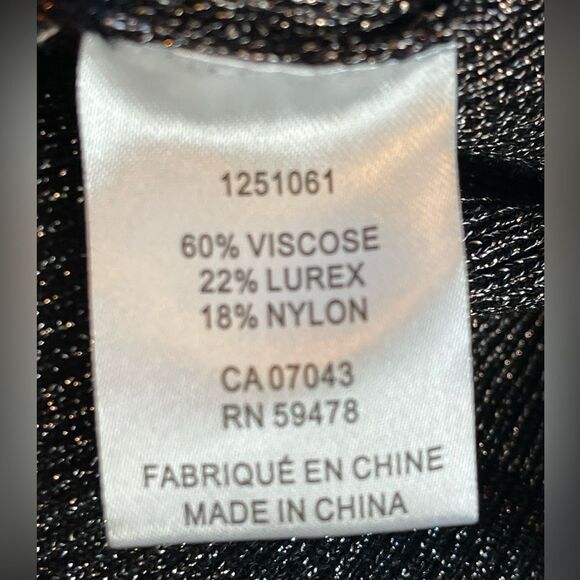 1251061
60% VISCOSE
22% LUREX
18% NYLON
CA 07043
RN 59478
FABRIQUÉ EN CHINE
MADE IN CHINA